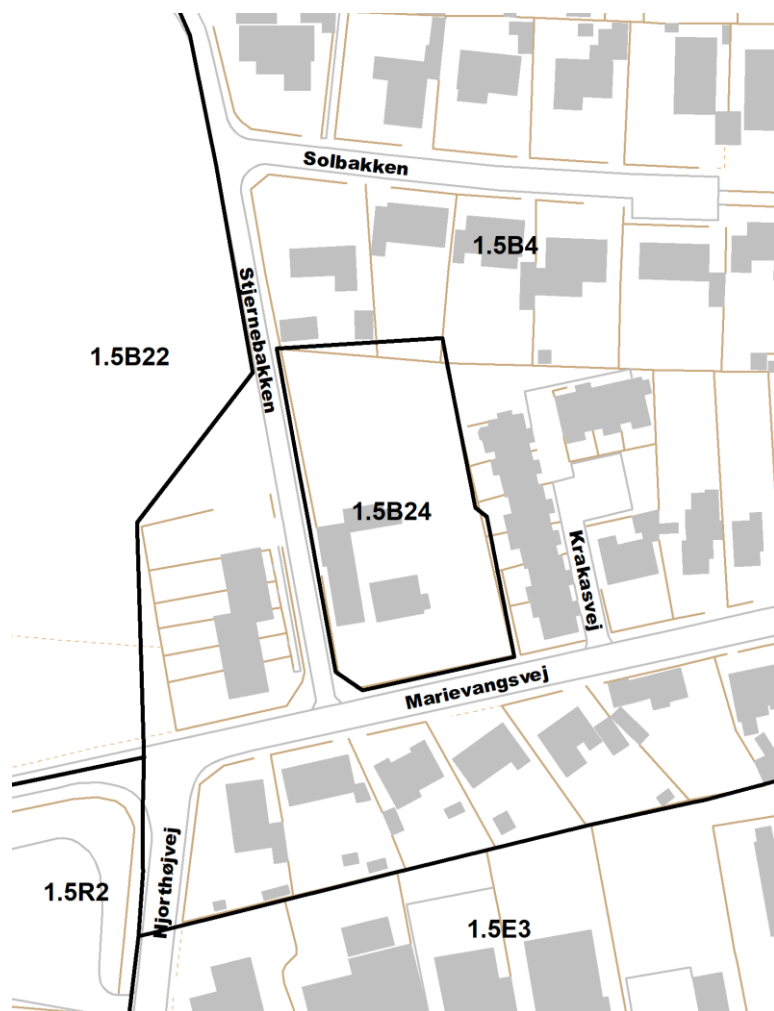 Solbakken
1.5B4
Stjernebakken
1.5B22
1.5B24
Krakasvej
Marievangsvej
Njorthøjvej
1.5R2
1.5E3